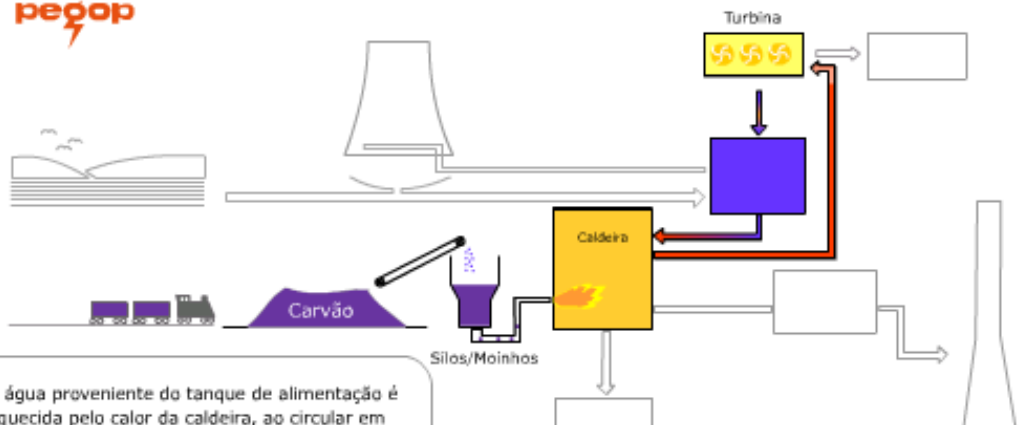 pegop
Turbina
Caldeira
Carvão
Silos/Moinhos
água proveniente do tanque de alimentação é
quecida pelo calor da caldeira, ao circular em